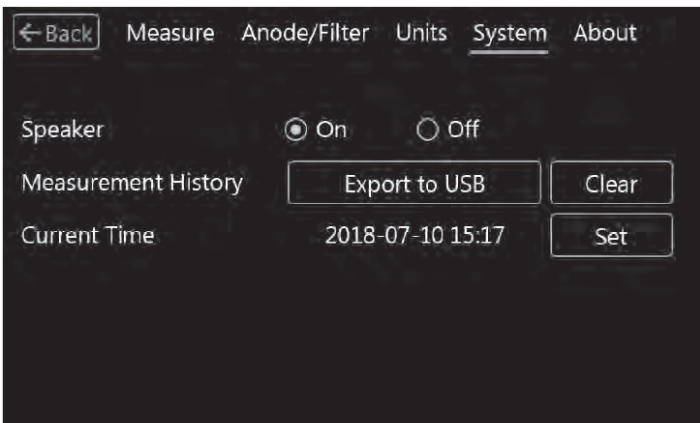 ←Back Measure Anode/Filter Units System About
Speaker On Off
Measurement History Export to USB Clear
Current Time 2018-07-10 15:17 Set